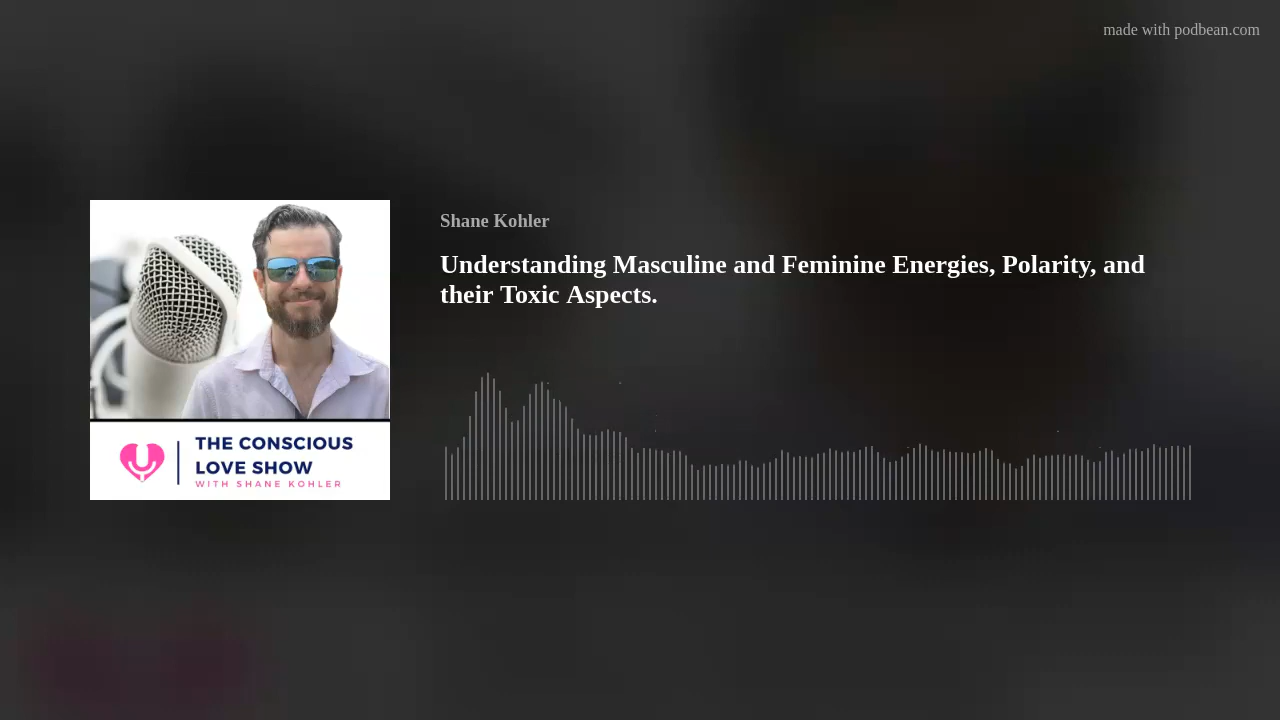 made with podbean.com
Shane Kohler
Understanding Masculine and Feminine Energies, Polarity, and
their Toxic Aspects.
THE CONSCIOUS
LOVE SHOW
WITH SHANE KOHLER